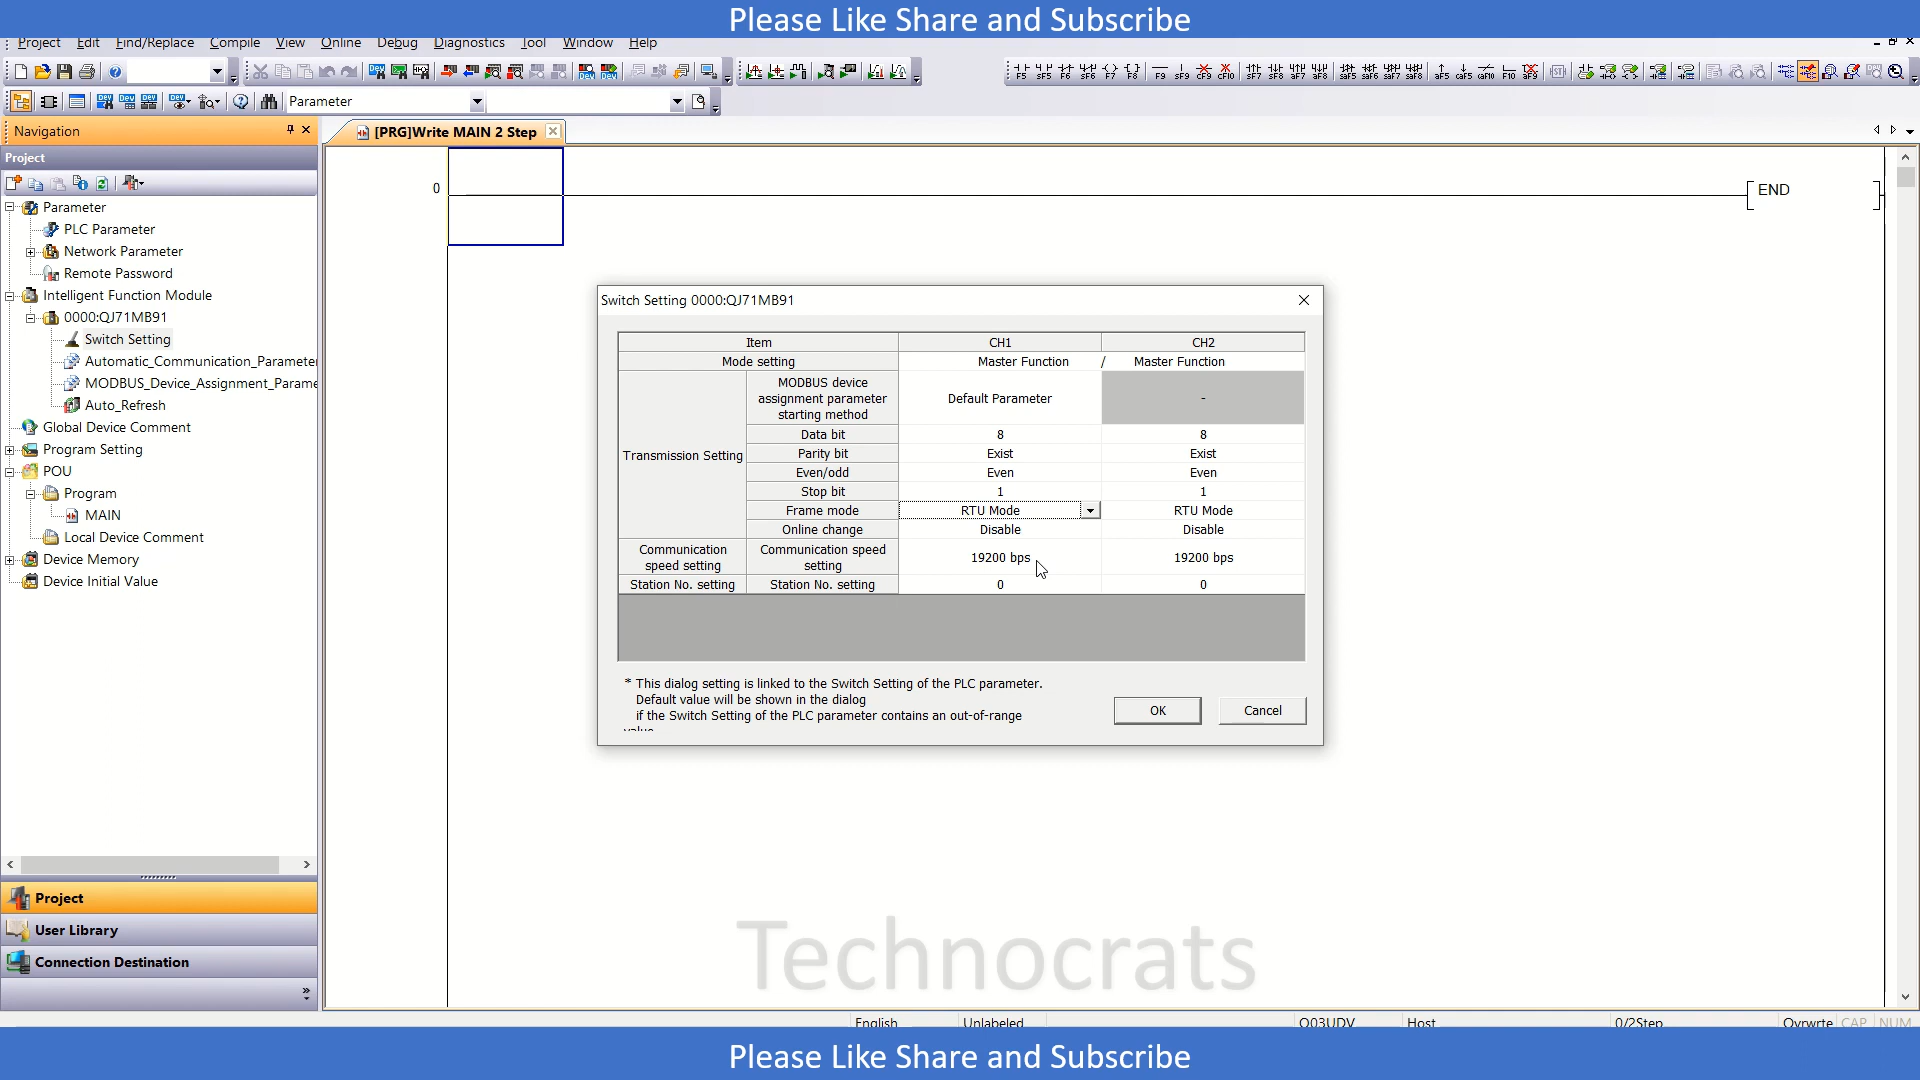 Please Like Share and Subscribe
Project Edit Find/Replace Compile View Online Debug Diagnostics Tool Window Help
Parameter
Navigation
[PRG]Write MAIN 2 Step
Project
Parameter
PLC Parameter
Network Parameter
Remote Password
Intelligent Function Module
0000:QJ71MB91
Switch Setting
Automatic_Communication_Parameter
MODBUS_Device_Assignment_Parame
Auto_Refresh
Global Device Comment
Program Setting
POU
Program
MAIN
Local Device Comment
Device Memory
Device Initial Value
0
END
Switch Setting 0000:QJ71MB91
Item CH1 CH2
Mode setting Master Function / Master Function
Transmission Setting
MODBUS device
assignment parameter
starting method
Default Parameter -
Data bit 8 8
Parity bit Exist Exist
Even/odd Even Even
Stop bit 1 1
Frame mode RTU Mode RTU Mode
Online change Disable Disable
Communication
speed setting
Communication speed
setting
19200 bps 19200 bps
Station No. setting Station No. setting 0 0
* This dialog setting is linked to the Switch Setting of the PLC parameter.
Default value will be shown in the dialog
if the Switch Setting of the PLC parameter contains an out-of-range
value.
OK Cancel
Project
User Library
Connection Destination
Technocrats
English Unlabeled Q03UDV Host 0/2Step Ovrwrte CAP NUM
Please Like Share and Subscribe